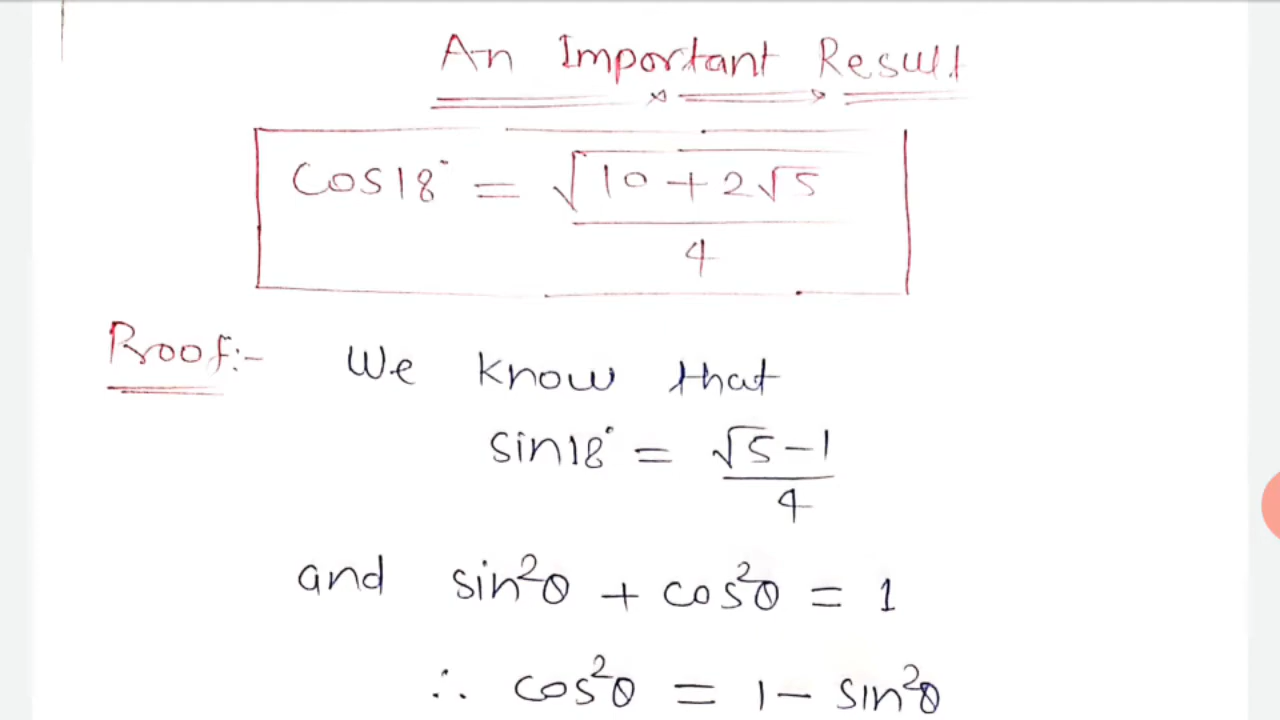 An Important Result
cos18° = √10+2√5
4
Proof:- We know that
sin18° = √5-1
4
and sin²θ + cos²θ = 1
∴ cos²θ = 1- sin²θ